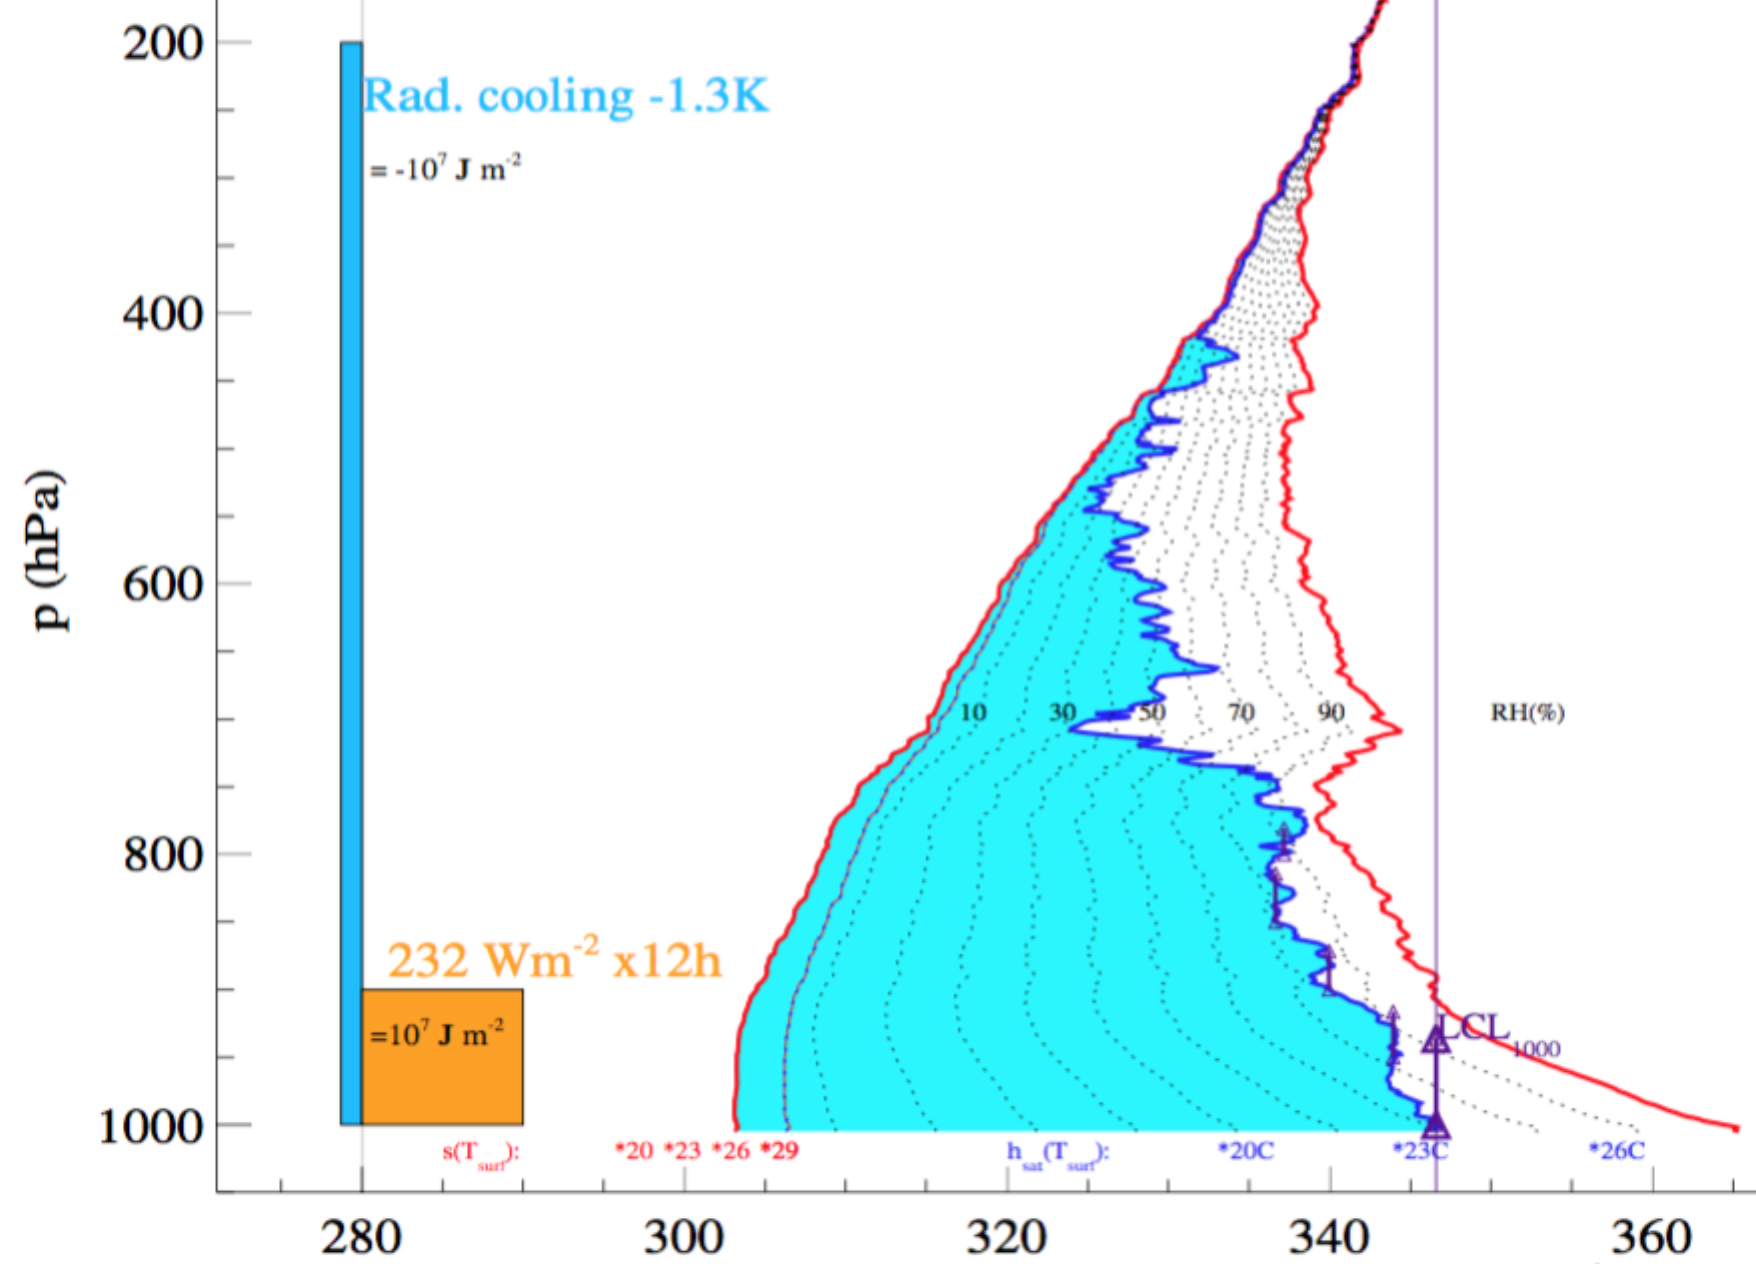 200
Rad. cooling -1.3K
= -10⁷ J m⁻²
400
p (hPa)
600
10 30 50 70 90 RH(%)
800
232 Wm⁻² x12h
=10⁷ J m⁻²
LCL₁₀₀₀
1000
s(Tsurf): *20 *23 *26 *29 hsat(Tsurf): *20C *23C *26C
280 300 320 340 360